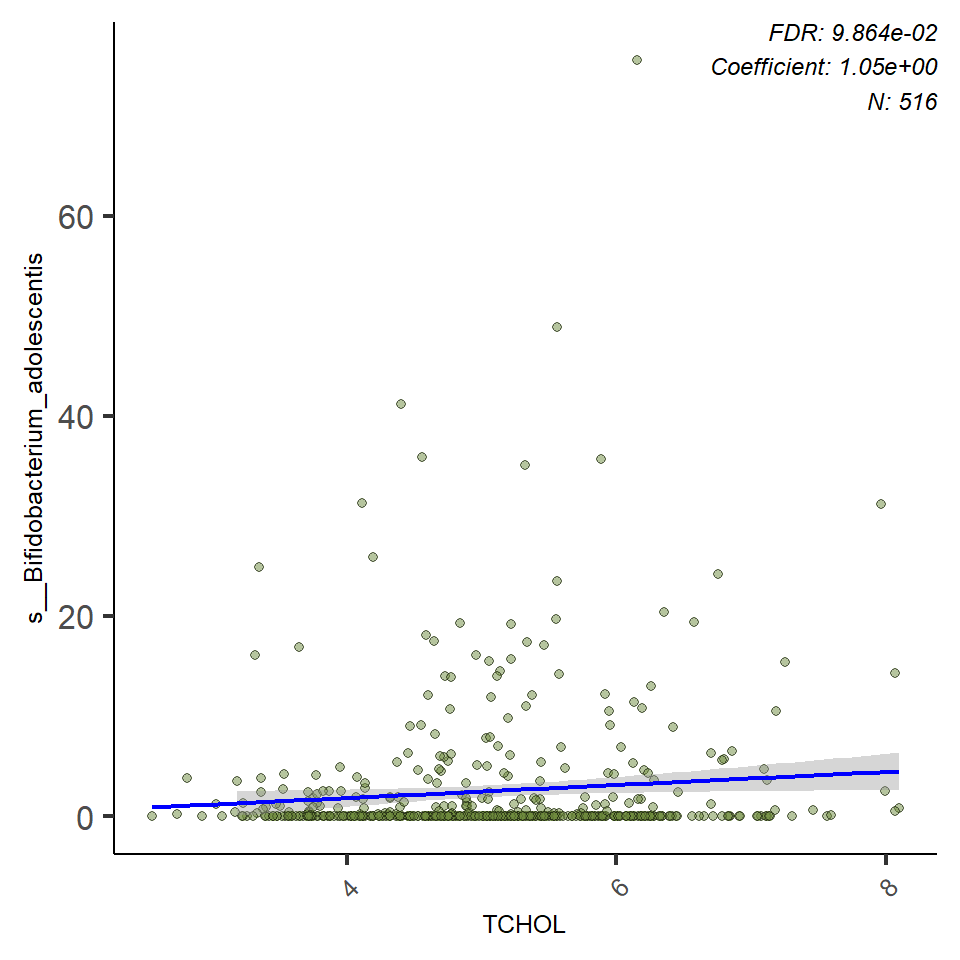 FDR: 9.864e-02
Coefficient: 1.05e+00
N: 516
s__Bifidobacterium_adolescentis
60
40
20
0
4
6
8
TCHOL